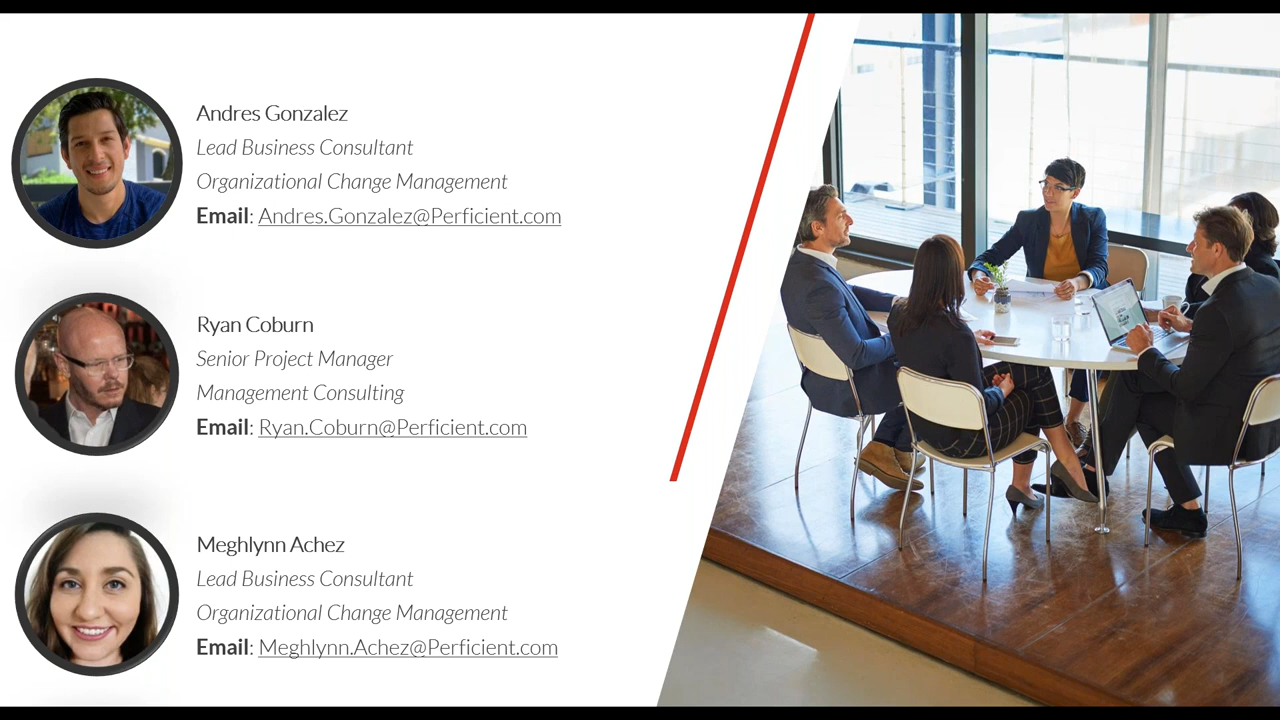 Andres Gonzalez
Lead Business Consultant
Organizational Change Management
Email: Andres.Gonzalez@Perficient.com
Ryan Coburn
Senior Project Manager
Management Consulting
Email: Ryan.Coburn@Perficient.com
Meghlynn Achez
Lead Business Consultant
Organizational Change Management
Email: Meghlynn.Achez@Perficient.com